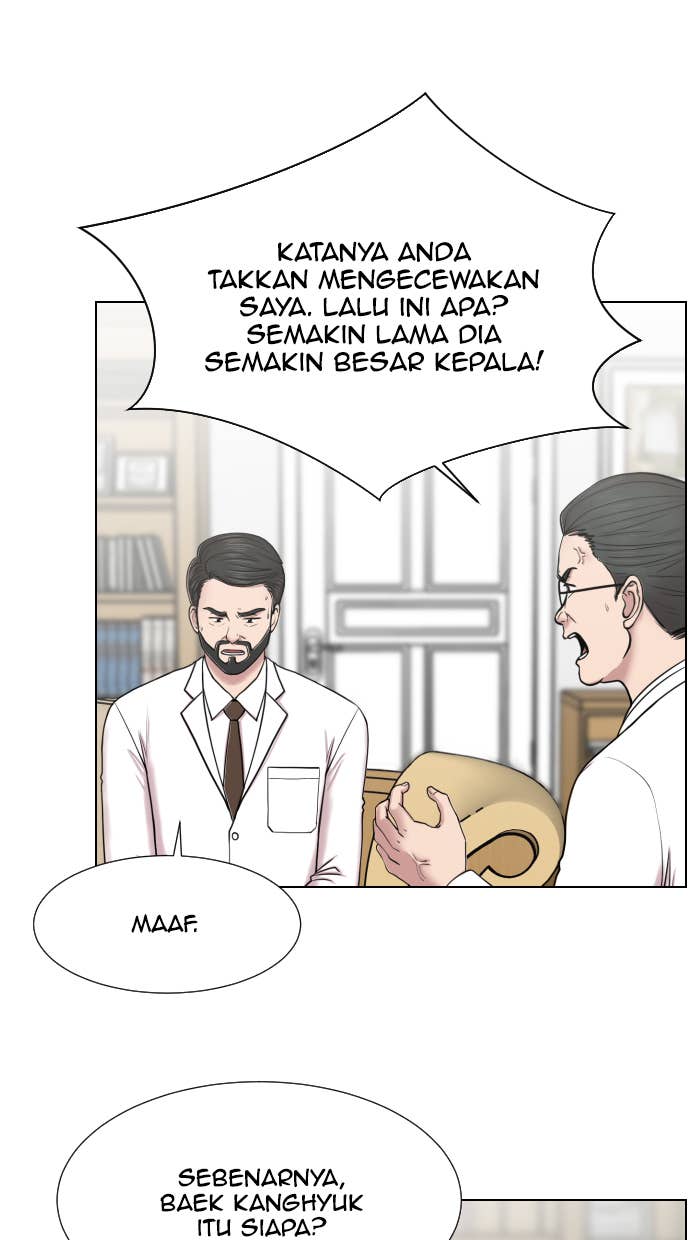 KATANYA ANDA
TAKKAN MENGECEWAKAN
SAYA. LALU INI APA?
SEMAKIN LAMA DIA
SEMAKIN BESAR KEPALA!
MAAF.
SEBENARNYA,
BAEK KANGHYUK
ITU SIAPA?